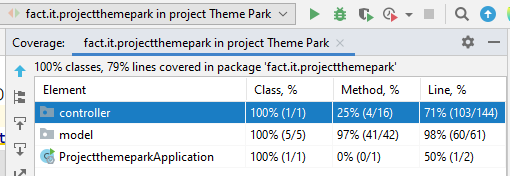 fact.it.projectthemepark in project Theme Park
Coverage: fact.it.projectthemepark in project Theme Park
100% classes, 79% lines covered in package 'fact.it.projectthemepark'
Element Class, % Method, % Line, %
controller 100% (1/1) 25% (4/16) 71% (103/144)
model 100% (5/5) 97% (41/42) 98% (60/61)
ProjectthemeparkApplication 100% (1/1) 0% (0/1) 50% (1/2)